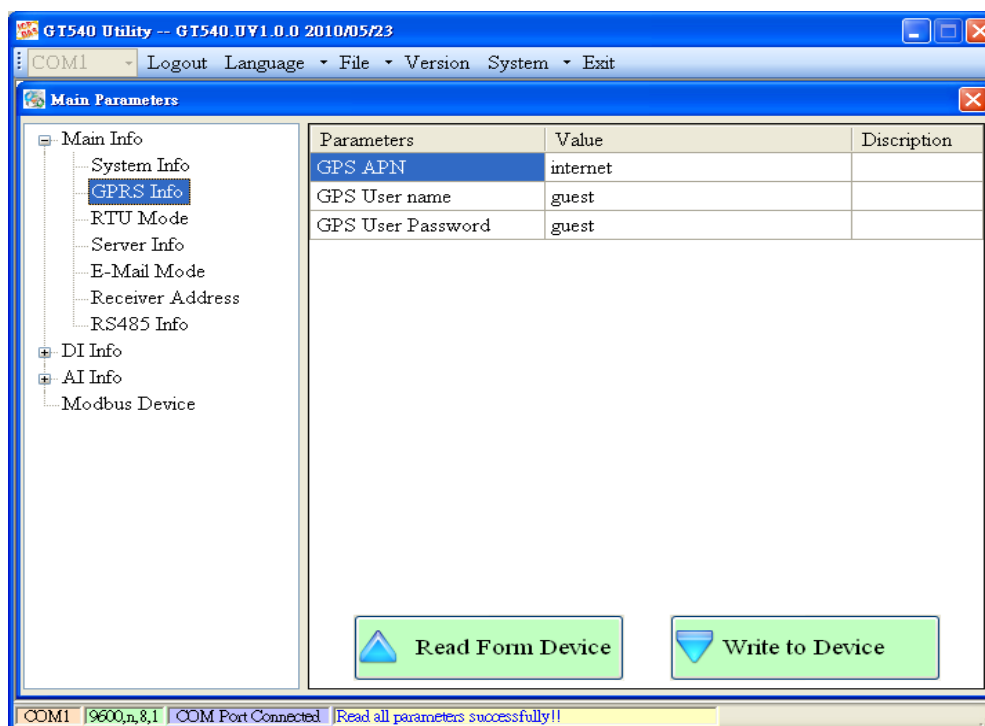 GT540 Utility -- GT540.UV1.0.0 2010/05/23
COM1 Logout Language File Version System Exit
Main Parameters
Main Info
System Info
GPRS Info
RTU Mode
Server Info
E-Mail Mode
Receiver Address
RS485 Info
DI Info
AI Info
Modbus Device
Parameters Value Discription
GPS APN internet
GPS User name guest
GPS User Password guest
Read Form Device Write to Device
COM1 9600,n,8,1 COM Port Connected Read all parameters successfully!!